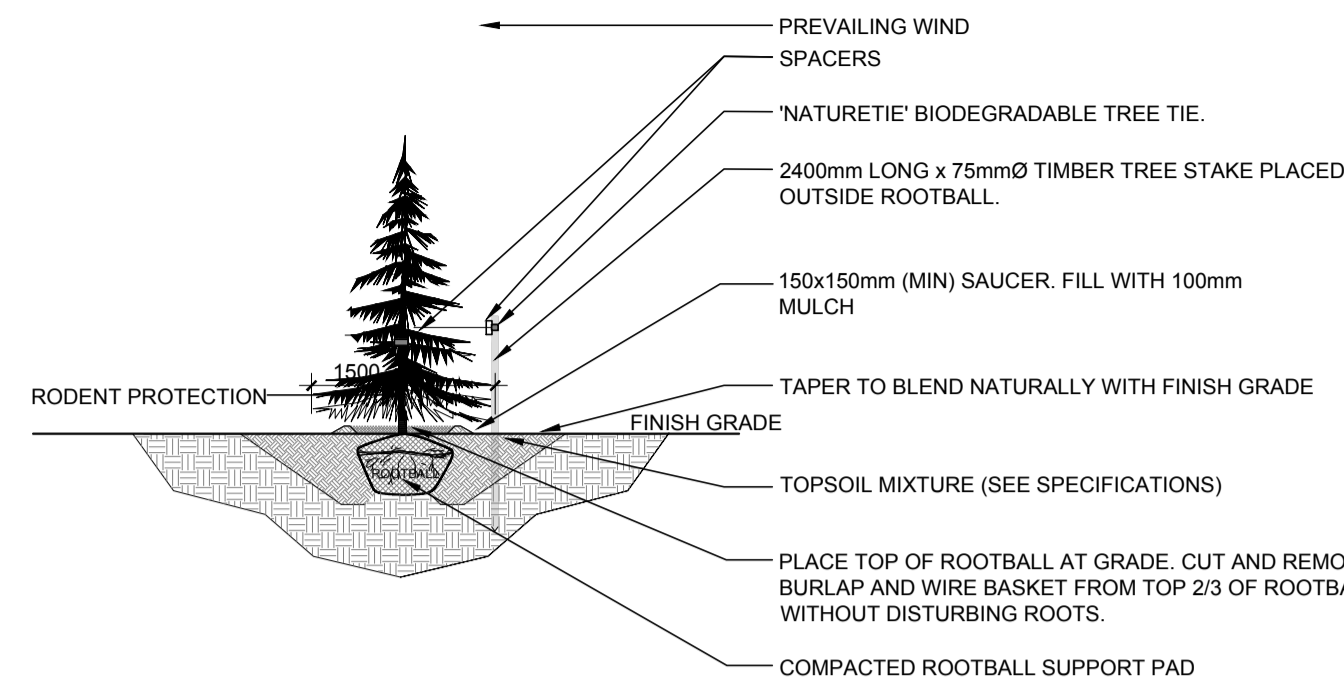 PREVAILING WIND
SPACERS
'NATURETIE' BIODEGRADABLE TREE TIE.
2400mm LONG x 75mmØ TIMBER TREE STAKE PLACED
OUTSIDE ROOTBALL.
150x150mm (MIN) SAUCER. FILL WITH 100mm
MULCH
1500
RODENT PROTECTION
TAPER TO BLEND NATURALLY WITH FINISH GRADE
FINISH GRADE
ROOTBALL
TOPSOIL MIXTURE (SEE SPECIFICATIONS)
PLACE TOP OF ROOTBALL AT GRADE. CUT AND REMO
BURLAP AND WIRE BASKET FROM TOP 2/3 OF ROOTBA
WITHOUT DISTURBING ROOTS.
COMPACTED ROOTBALL SUPPORT PAD